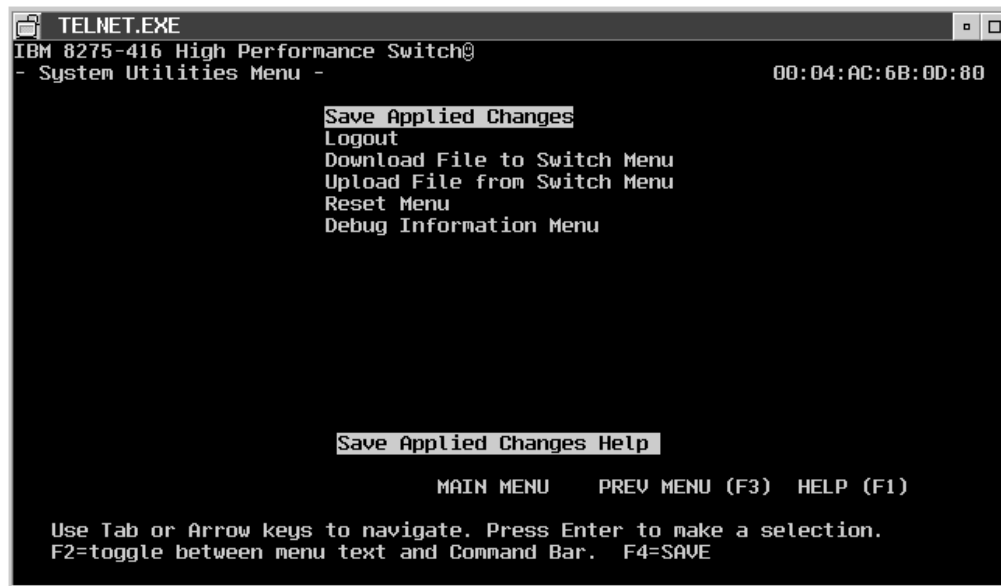 TELNET.EXE
IBM 8275-416 High Performance Switch®
- System Utilities Menu - 00:04:AC:6B:0D:80
Save Applied Changes
Logout
Download File to Switch Menu
Upload File from Switch Menu
Reset Menu
Debug Information Menu
Save Applied Changes Help
MAIN MENU PREV MENU (F3) HELP (F1)
Use Tab or Arrow keys to navigate. Press Enter to make a selection.
F2=toggle between menu text and Command Bar. F4=SAVE